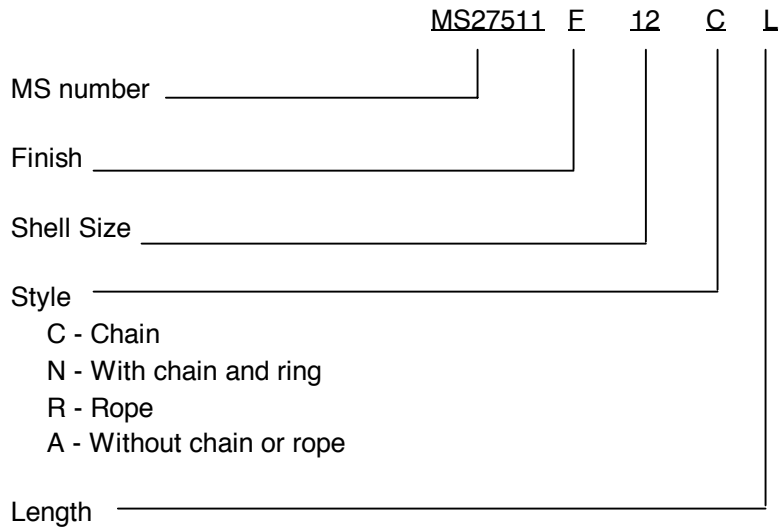 MS27511 F 12 C L
MS number
Finish
Shell Size
Style
C - Chain
N - With chain and ring
R - Rope
A - Without chain or rope
Length